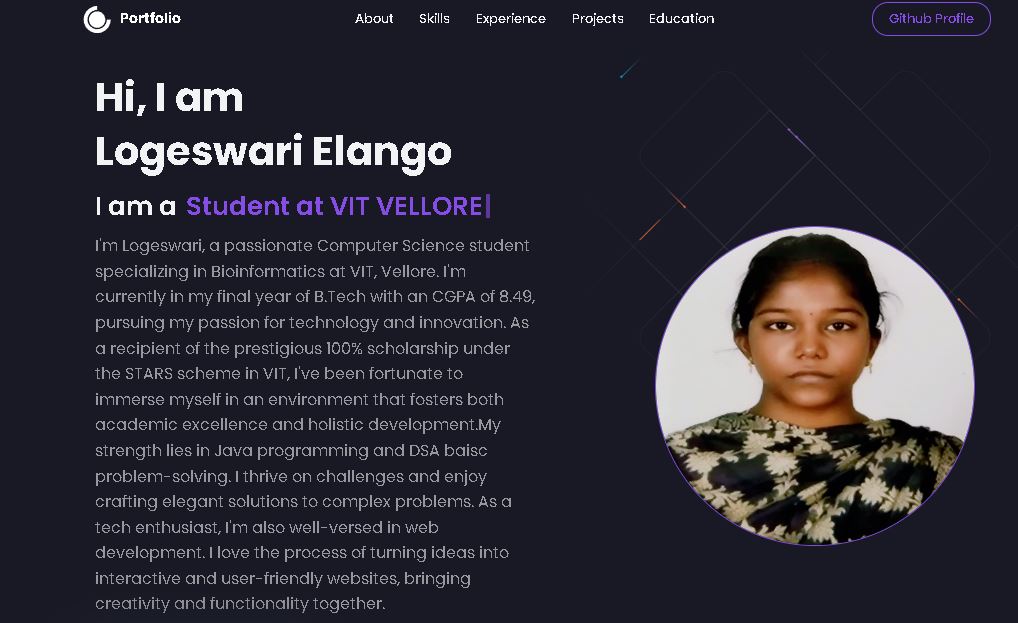 Portfolio
About Skills Experience Projects Education
Github Profile
Hi, I am
Logeswari Elango
I am a Student at VIT VELLORE|
I'm Logeswari, a passionate Computer Science student
specializing in Bioinformatics at VIT, Vellore. I'm
currently in my final year of B.Tech with an CGPA of 8.49,
pursuing my passion for technology and innovation. As
a recipient of the prestigious 100% scholarship under
the STARS scheme in VIT, I've been fortunate to
immerse myself in an environment that fosters both
academic excellence and holistic development.My
strength lies in Java programming and DSA baisc
problem-solving. I thrive on challenges and enjoy
crafting elegant solutions to complex problems. As a
tech enthusiast, I'm also well-versed in web
development. I love the process of turning ideas into
interactive and user-friendly websites, bringing
creativity and functionality together.